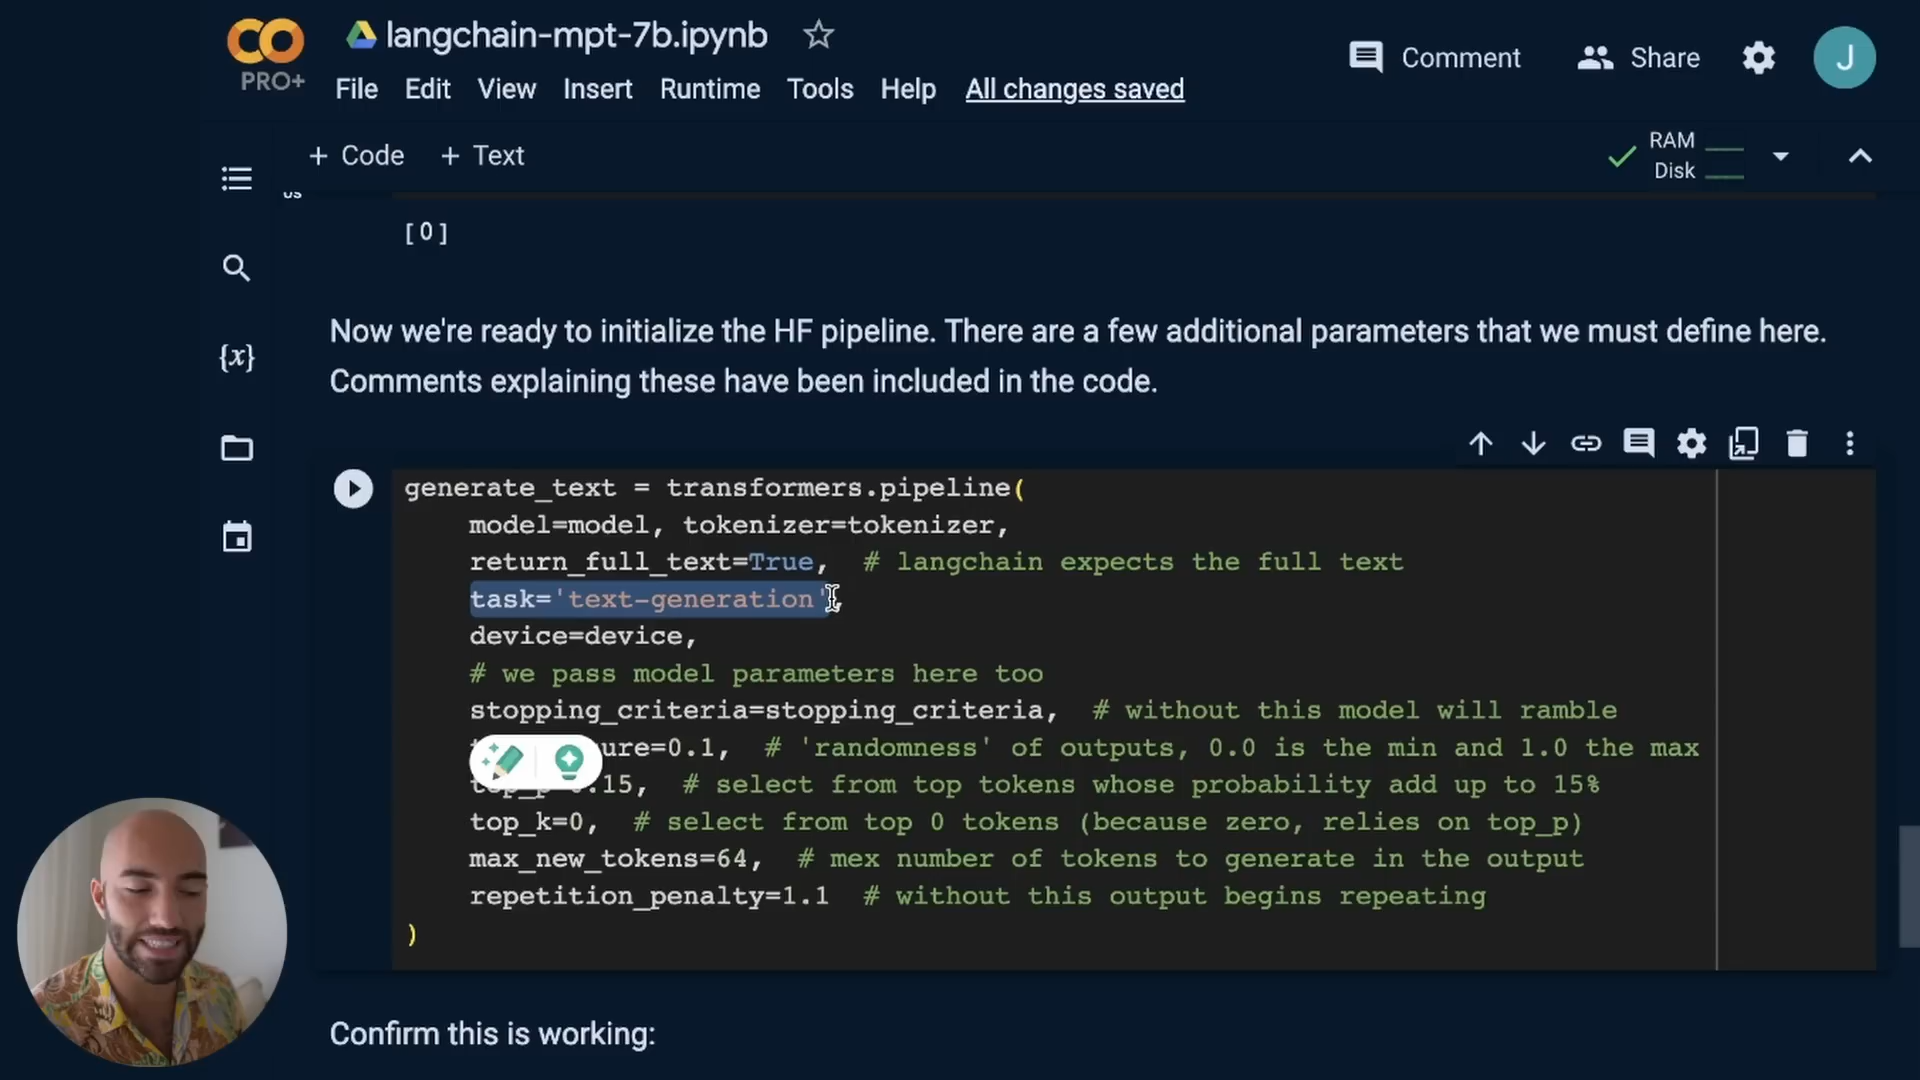 langchain-mpt-7b.ipynb
Comment
Share
J
PRO+
File Edit View Insert Runtime Tools Help All changes saved
+ Code + Text
RAM
Disk
0s
[0]
{x}
Now we're ready to initialize the HF pipeline. There are a few additional parameters that we must define here.
Comments explaining these have been included in the code.
generate_text = transformers.pipeline(
model=model, tokenizer=tokenizer,
return_full_text=True,  # langchain expects the full text
task='text-generation',
device=device,
# we pass model parameters here too
stopping_criteria=stopping_criteria,  # without this model will ramble
ure=0.1,  # 'randomness' of outputs, 0.0 is the min and 1.0 the max
.15,  # select from top tokens whose probability add up to 15%
top_k=0,  # select from top 0 tokens (because zero, relies on top_p)
max_new_tokens=64,  # mex number of tokens to generate in the output
repetition_penalty=1.1  # without this output begins repeating
)
Confirm this is working: